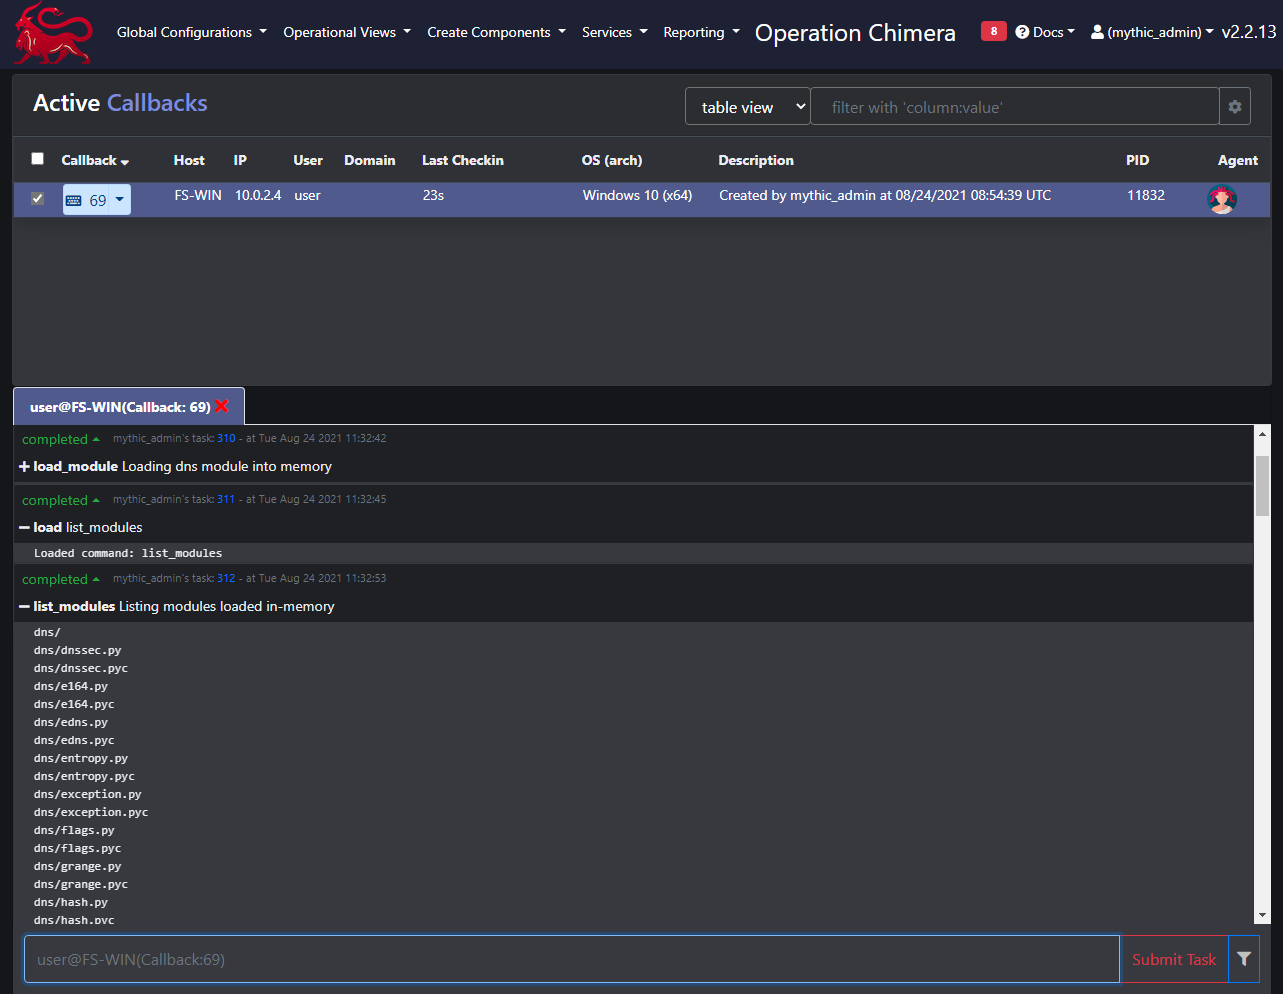 Global Configurations Operational Views Create Components Services Reporting Operation Chimera 8 Docs (mythic_admin) v2.2.13
Active Callbacks table view filter with 'column:value'
Callback Host IP User Domain Last Checkin OS (arch) Description PID Agent
69 FS-WIN 10.0.2.4 user 23s Windows 10 (x64) Created by mythic_admin at 08/24/2021 08:54:39 UTC 11832
user@FS-WIN(Callback: 69)
completed mythic_admin's task: 310 - at Tue Aug 24 2021 11:32:42
load_module Loading dns module into memory
completed mythic_admin's task: 311 - at Tue Aug 24 2021 11:32:45
load list_modules
Loaded command: list_modules
completed mythic_admin's task: 312 - at Tue Aug 24 2021 11:32:53
list_modules Listing modules loaded in-memory
dns/
dns/dnssec.py
dns/dnssec.pyc
dns/e164.py
dns/e164.pyc
dns/edns.py
dns/edns.pyc
dns/entropy.py
dns/entropy.pyc
dns/exception.py
dns/exception.pyc
dns/flags.py
dns/flags.pyc
dns/grange.py
dns/grange.pyc
dns/hash.py
dns/hash.pyc
user@FS-WIN(Callback:69) Submit Task